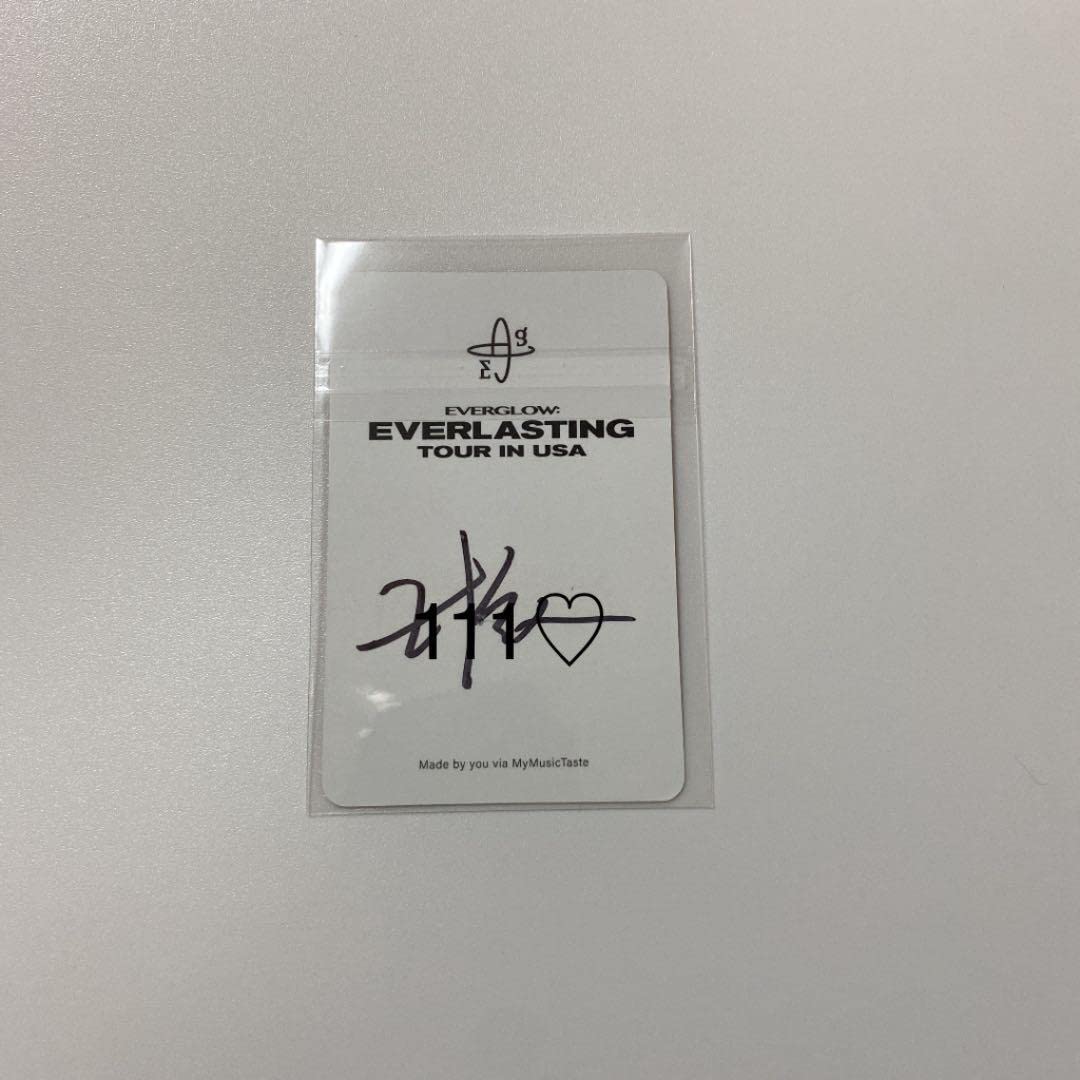 E g
EVERGLOW:
EVERLASTING
TOUR IN USA
111♡
Made by you via MyMusicTaste